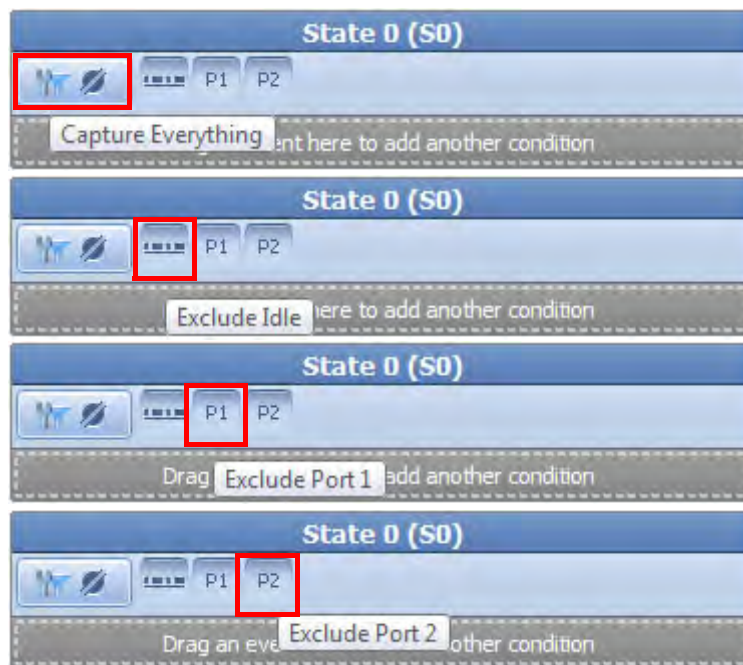 State 0 (S0)
P1 P2
Capture Everything nt here to add another condition
State 0 (S0)
P1 P2
Exclude Idle here to add another condition
State 0 (S0)
P1 P2
Drag Exclude Port 1 add another condition
State 0 (S0)
P1 P2
Drag an eve Exclude Port 2 other condition